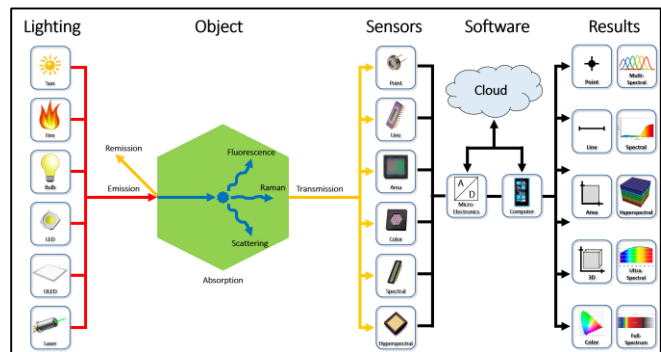 Lighting
Object
Sensors
Software
Results
Sun
Fire
Bulb
LED
OLED
Laser
Remission
Emission
Fluorescence
Raman
Scattering
Absorption
Transmission
Point
Line
Area
Color
Spectral
Hyperspectral
Cloud
A
D
Micro-
Electronics
Computer
Point
Multi-
Spectral
Line
Spectral
Area
Hyperspectral
3D
Ultra-
Spectral
Color
Full-
Spectrum